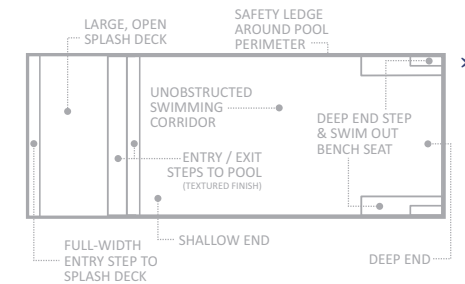 LARGE, OPEN
SPLASH DECK
SAFETY LEDGE
AROUND POOL
PERIMETER
UNOBSTRUCTED
SWIMMING
CORRIDOR
DEEP END STEP
& SWIM OUT
BENCH SEAT
ENTRY / EXIT
STEPS TO POOL
(TEXTURED FINISH)
SHALLOW END
FULL-WIDTH
ENTRY STEP TO
SPLASH DECK
DEEP END